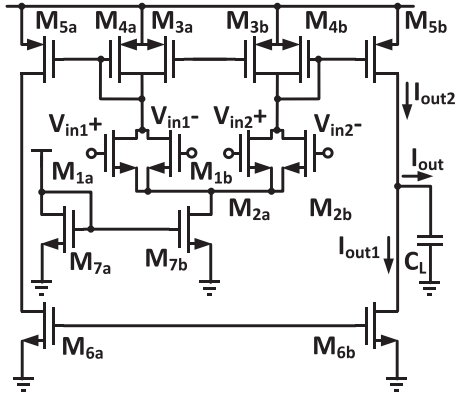 M5a M4a M3a M3b M4b M5b
Iout2
Vin1+ Vin1- Vin2+ Vin2-
Iout
M1a M1b M2a M2b
M7a M7b
Iout1 CL
M6a M6b